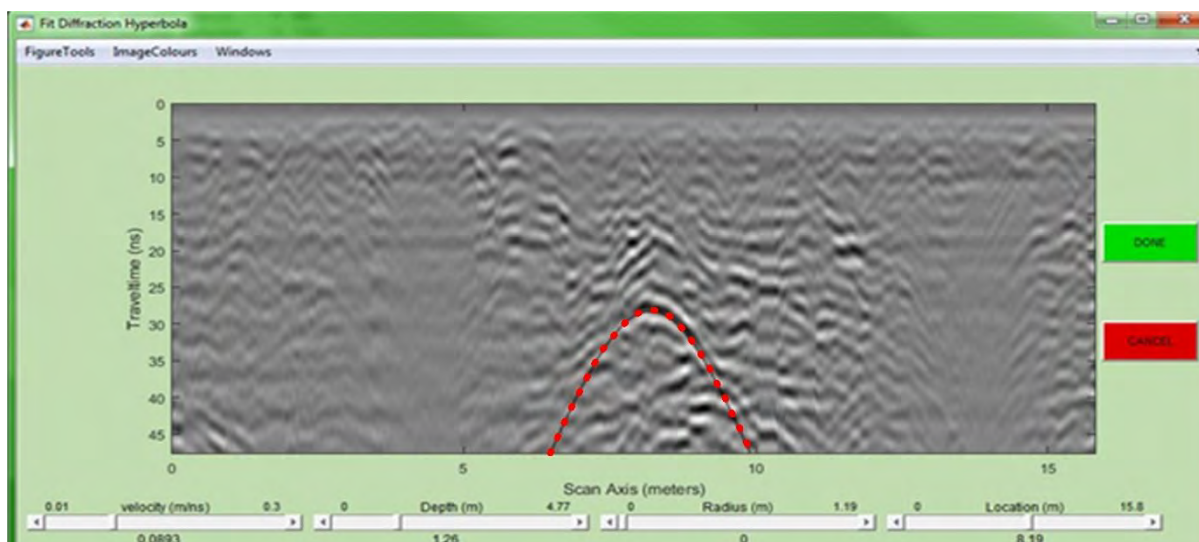 Fit Diffraction Hyperbola
FigureTools ImageColours Windows
0
5
10
15
20
25
30
35
40
45
Traveltime (ns)
0 5 10 15
Scan Axis (meters)
DONE
CANCEL
0.01 velocity (m/ns) 0.3 0 Depth (m) 4.77 0 Radius (m) 1.19 0 Location (m) 15.8
0.0893 1.26 0 8.19